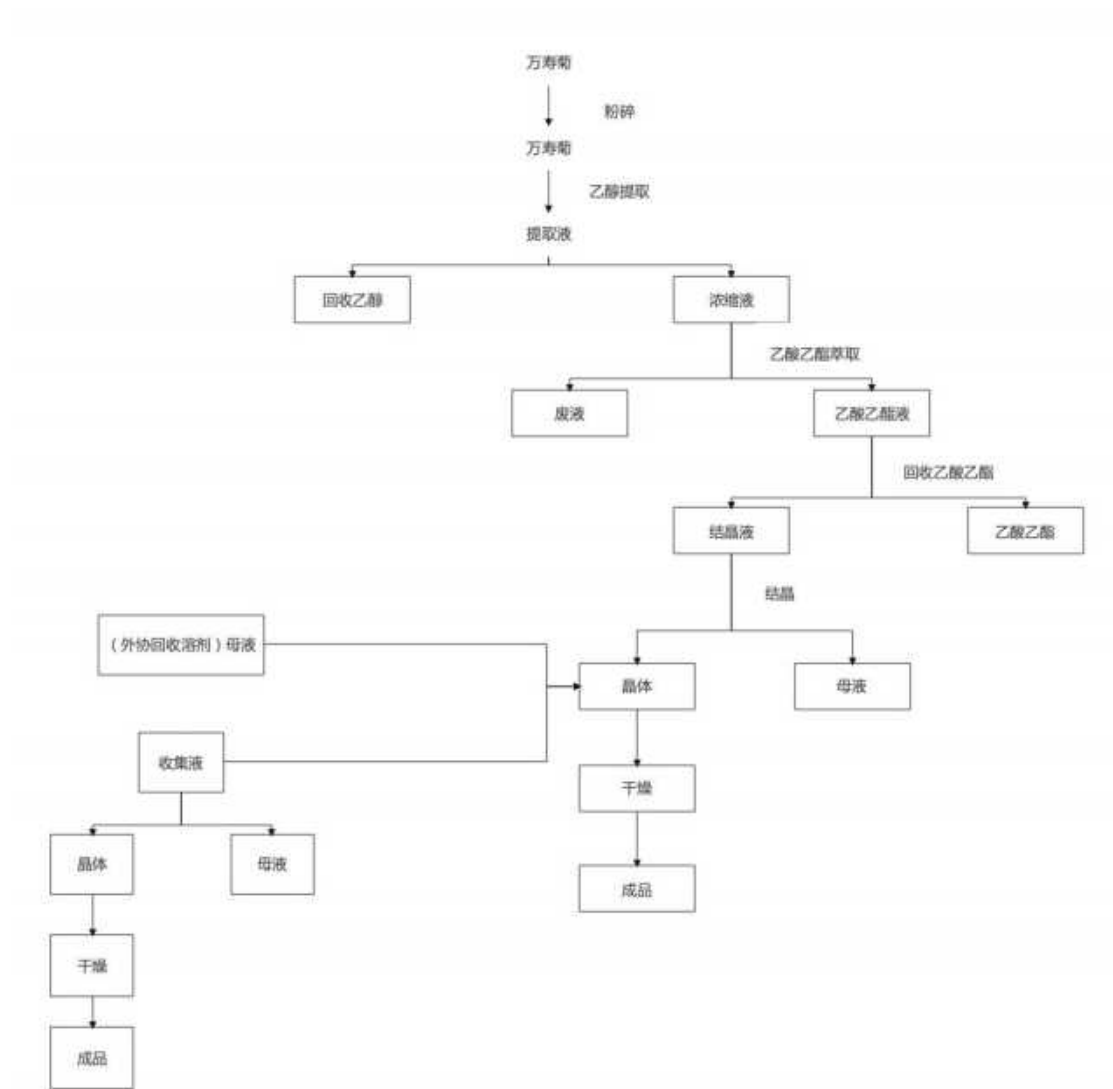 万寿菊
粉碎
万寿菊
乙醇提取
提取液
回收乙醇
浓缩液
乙酸乙酯萃取
废液
乙酸乙酯液
回收乙酸乙酯
结晶液
乙酸乙酯
结晶
(外协回收溶剂)母液
晶体
母液
收集液
干燥
晶体
母液
成品
干燥
成品